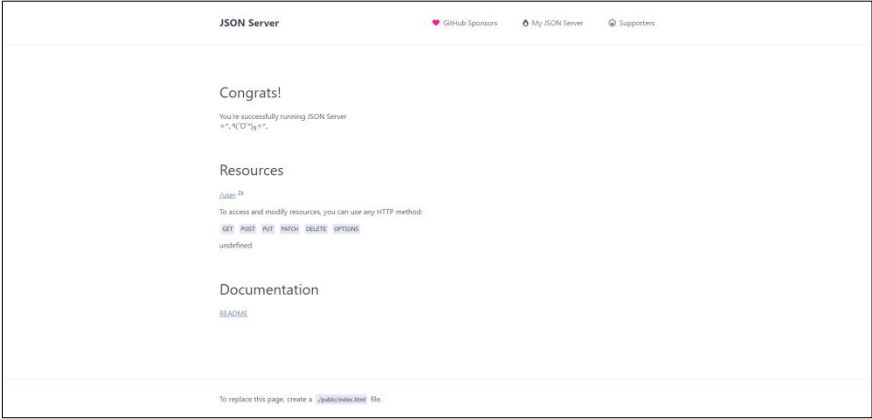 JSON Server
GitHub Sponsors
My JSON Server
Supporters
Congrats!
You're successfully running JSON Server
Resources
/user 2x
To access and modify resources, you can use any HTTP method:
GET POST PUT PATCH DELETE OPTIONS
undefined
Documentation
README
To replace this page, create a ./public/index.html file.